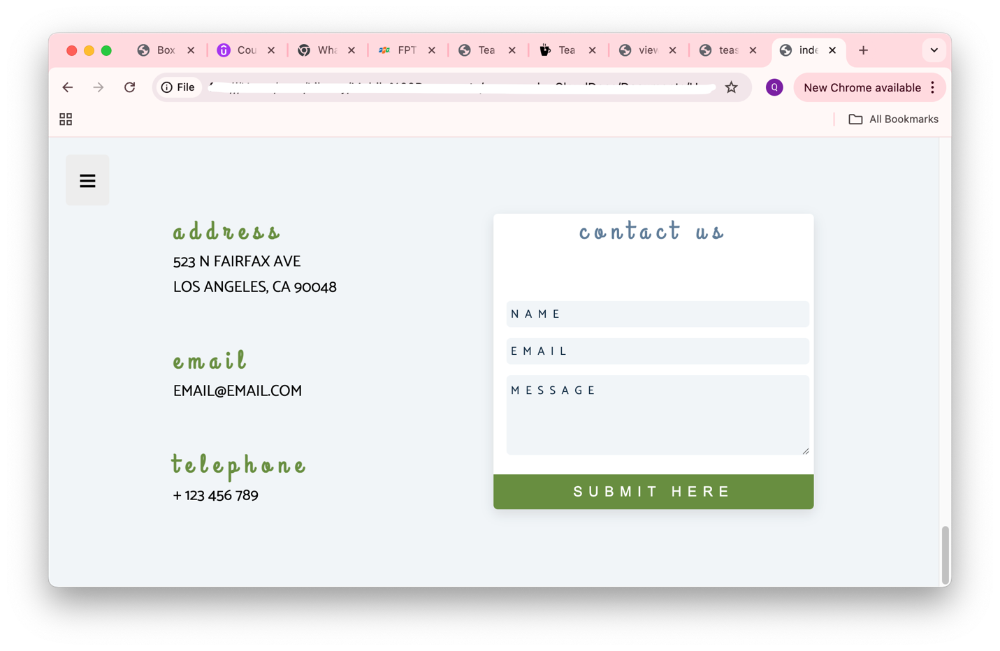 Box
Cou
Wha
FPT
Tea
Tea
view
teas
inde
File
Q
New Chrome available
All Bookmarks
address
523 N FAIRFAX AVE
LOS ANGELES, CA 90048
email
EMAIL@EMAIL.COM
telephone
+ 123 456 789
contact us
NAME
EMAIL
MESSAGE
SUBMIT HERE